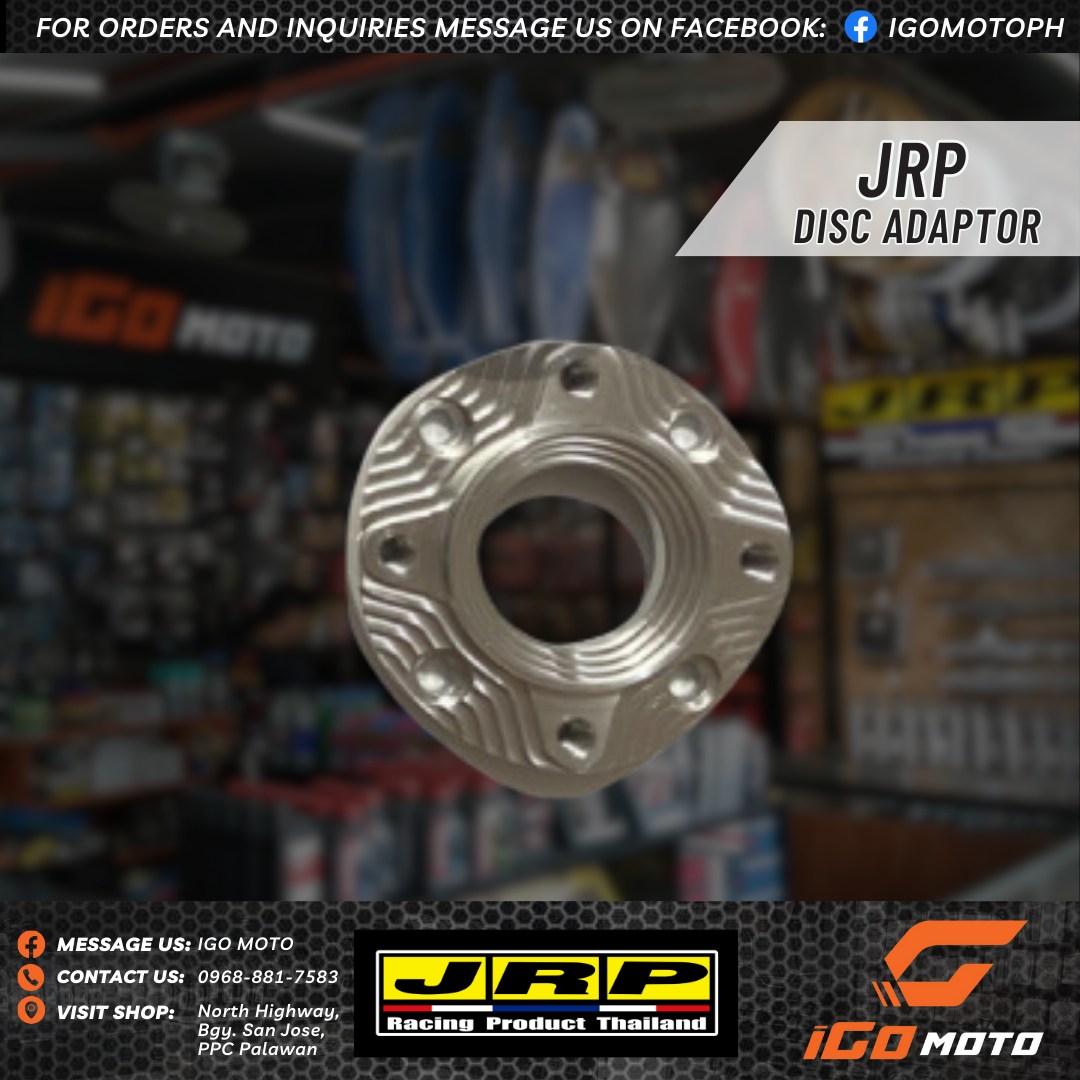 FOR ORDERS AND INQUIRIES MESSAGE US ON FACEBOOK: IGOMOTOPH
JRP
DISC ADAPTOR
iGO MOTO
JRP
MESSAGE US: IGO MOTO
CONTACT US: 0968-881-7583
VISIT SHOP: North Highway,
Bgy. San Jose,
PPC Palawan
JRP
Racing Product Thailand
iGO MOTO